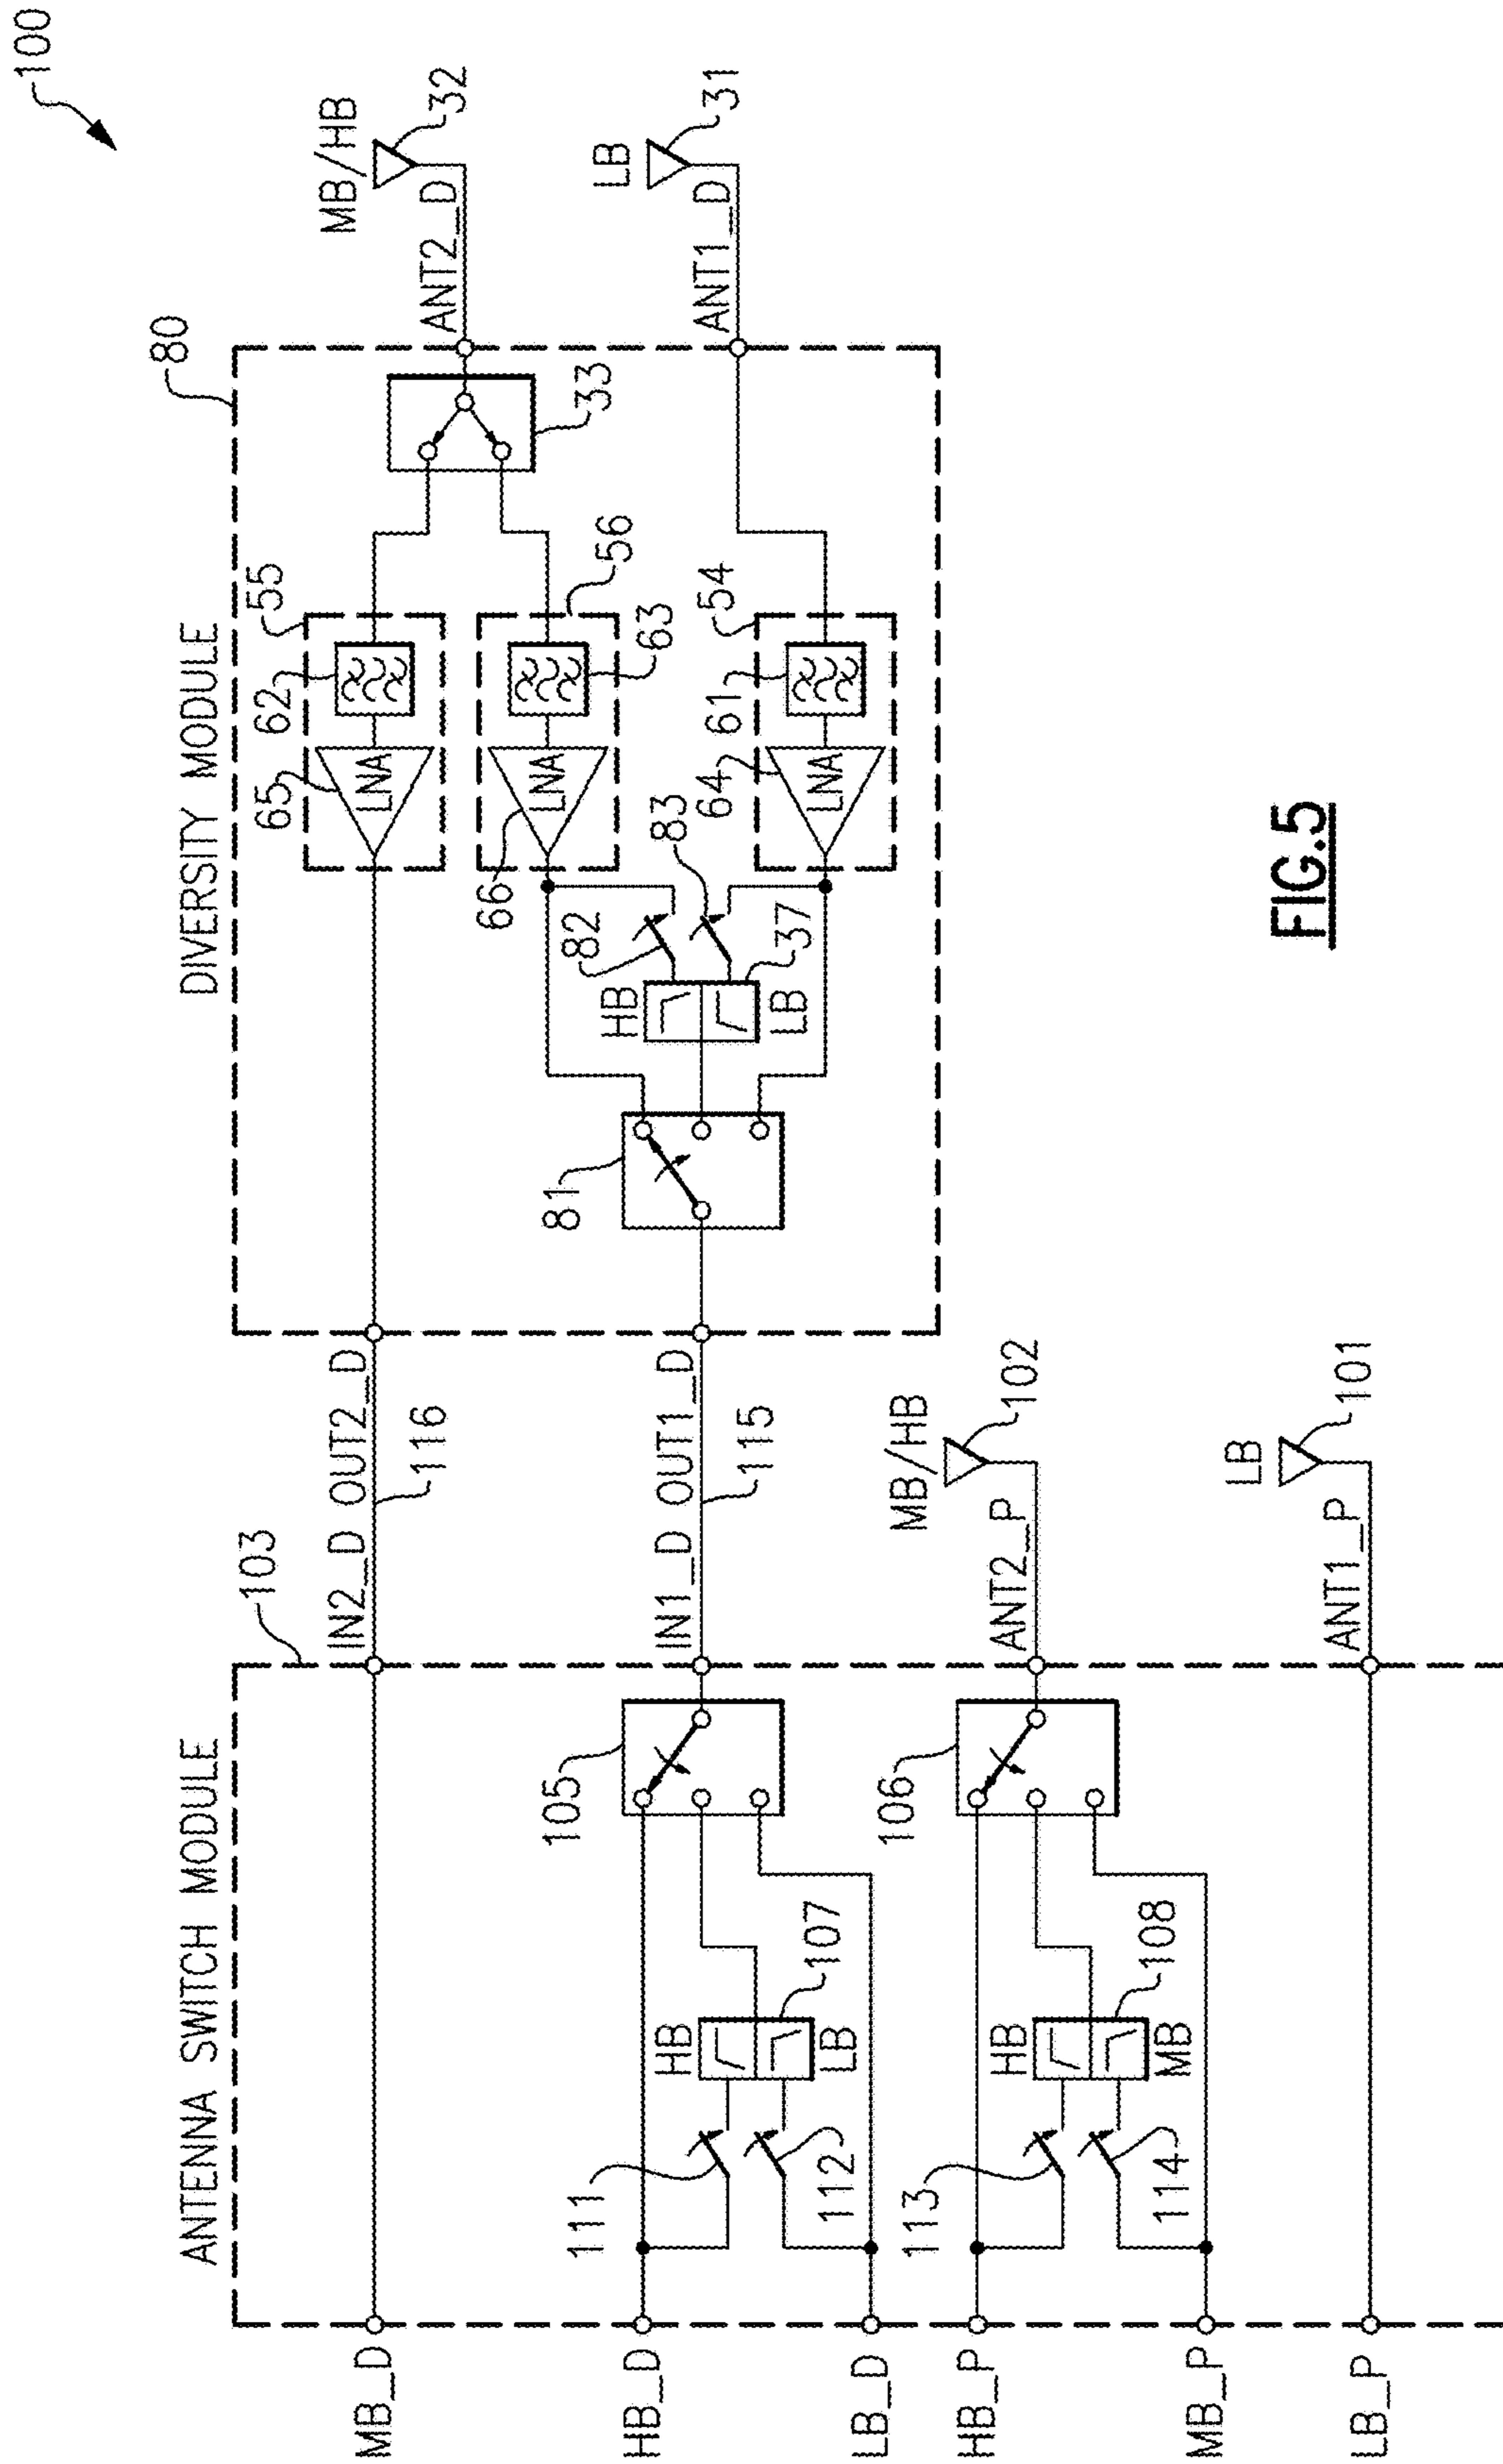 100
ANTENNA SWITCH MODULE
103
DIVERSITY MODULE
80
MB_D
IN2_D OUT2_D
116
65
LNA
62
55
33
ANT2_D
MB/HB
32
66
LNA
63
56
HB_D
111
HB
105
IN1_D OUT1_D
115
81
HB
82
83
LB
37
64
LNA
61
54
ANT1_D
LB
31
112
LB
107
LB_D
HB_P
113
HB
106
ANT2_P
MB/HB
102
114
MB
108
MB_P
LB_P
ANT1_P
LB
101
FIG.5